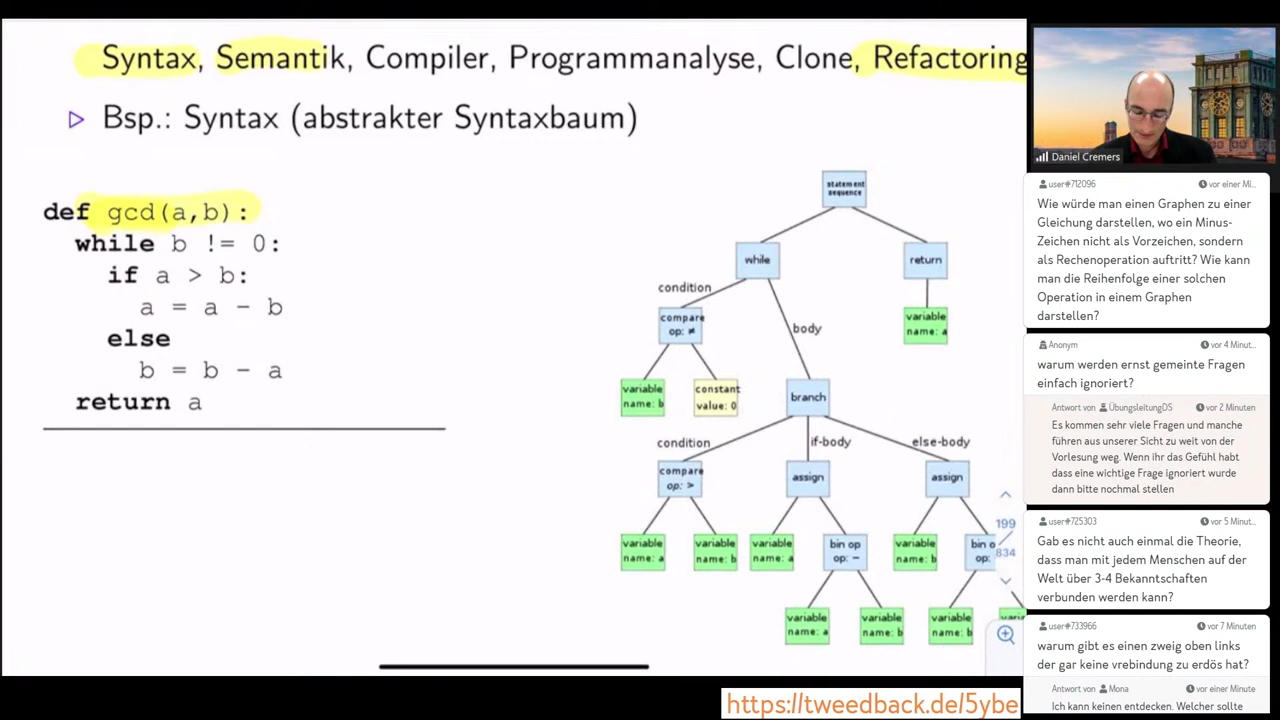 Syntax, Semantik, Compiler, Programmanalyse, Clone, Refactoring
Bsp.: Syntax (abstrakter Syntaxbaum)
def gcd(a,b):
while b != 0:
if a > b:
a = a - b
else
b = b - a
return a
statement
sequence
while
return
condition
compare
op: ≠
body
variable
name: a
variable
name: b
constant
value: 0
branch
condition
if-body
else-body
compare
op: >
assign
assign
variable
name: a
variable
name: b
variable
name: a
bin op
op: −
variable
name: b
bin o
op:
variable
name: a
variable
name: b
variable
name: b
199
834
Daniel Cremers
user#712096
vor einer Mi...
Wie würde man einen Graphen zu einer
Gleichung darstellen, wo ein Minus-
Zeichen nicht als Vorzeichen, sondern
als Rechenoperation auftritt? Wie kann
man die Reihenfolge einer solchen
Operation in einem Graphen
darstellen?
Anonym
vor 4 Minut...
warum werden ernst gemeinte Fragen
einfach ignoriert?
Antwort von ÜbungsleitungDS
vor 2 Minuten
Es kommen sehr viele Fragen und manche
führen aus unserer Sicht zu weit von der
Vorlesung weg. Wenn ihr das Gefühl habt
dass eine wichtige Frage ignoriert wurde
dann bitte nochmal stellen
user#725303
vor 5 Minut...
Gab es nicht auch einmal die Theorie,
dass man mit jedem Menschen auf der
Welt über 3-4 Bekanntschaften
verbunden werden kann?
user#733966
vor 7 Minuten
warum gibt es einen zweig oben links
der gar keine vrebindung zu erdös hat?
Antwort von Mona
vor einer Minute
Ich kann keinen entdecken. Welcher sollte
https://tweedback.de/5ybe